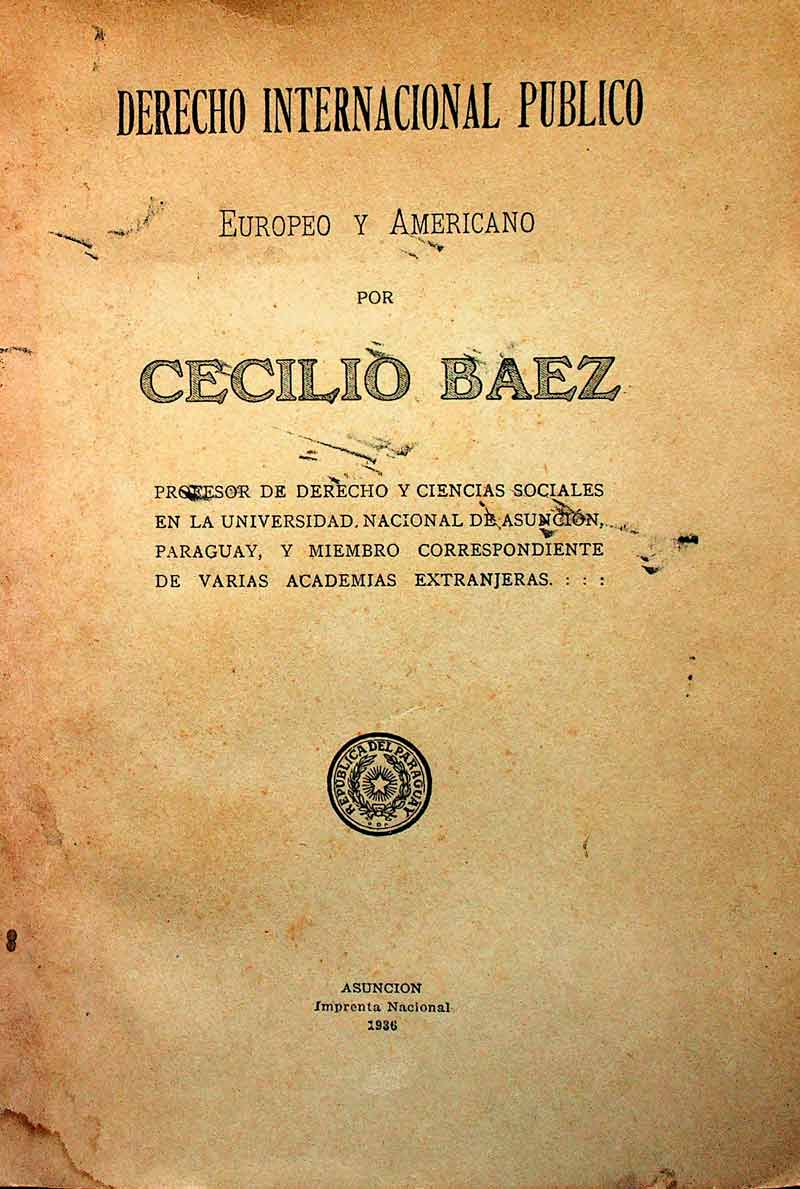 DERECHO INTERNACIONAL PUBLICO
EUROPEO Y AMERICANO
POR
CECILIO BAEZ
PROFESOR DE DERECHO Y CIENCIAS SOCIALES
EN LA UNIVERSIDAD NACIONAL DE ASUNCIÓN,
PARAGUAY, Y MIEMBRO CORRESPONDIENTE
DE VARIAS ACADEMIAS EXTRANJERAS. : : :
REPUBLICA DEL PARAGUAY
ASUNCION
Imprenta Nacional
1936